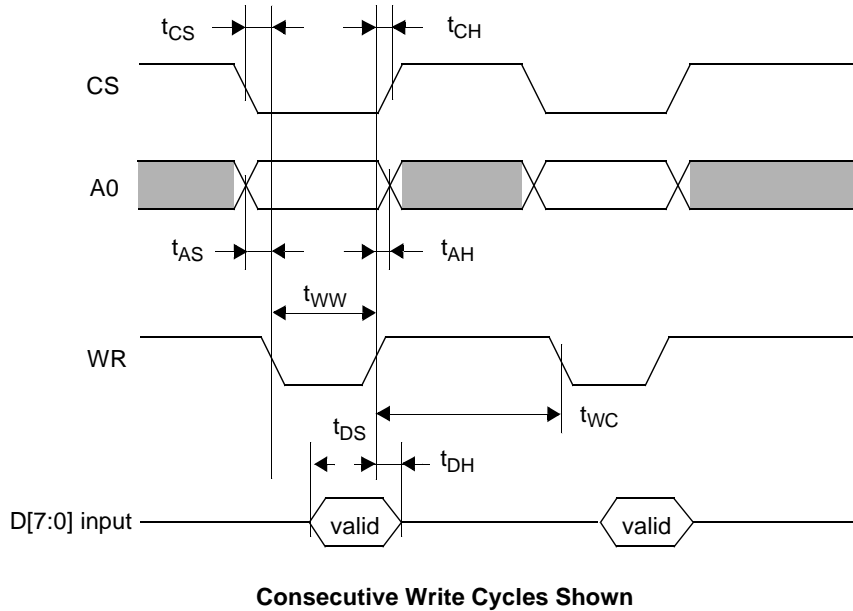 tCS
tCH
CS
A0
tAS
tAH
tWW
WR
tWC
tDS
tDH
D[7:0] input
valid
valid
Consecutive Write Cycles Shown